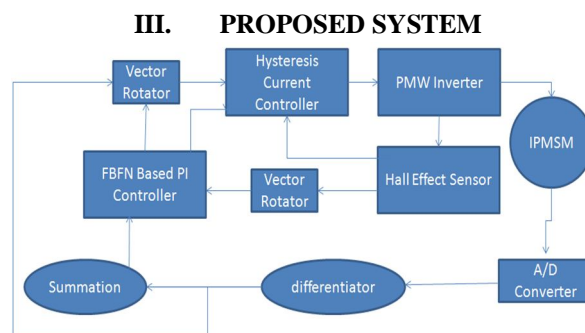 III. PROPOSED SYSTEM
Vector
Rotator
Hysteresis
Current
Controller
PMW Inverter
IPMSM
FBFN Based PI
Controller
Vector
Rotator
Hall Effect Sensor
Summation
differentiator
A/D
Converter